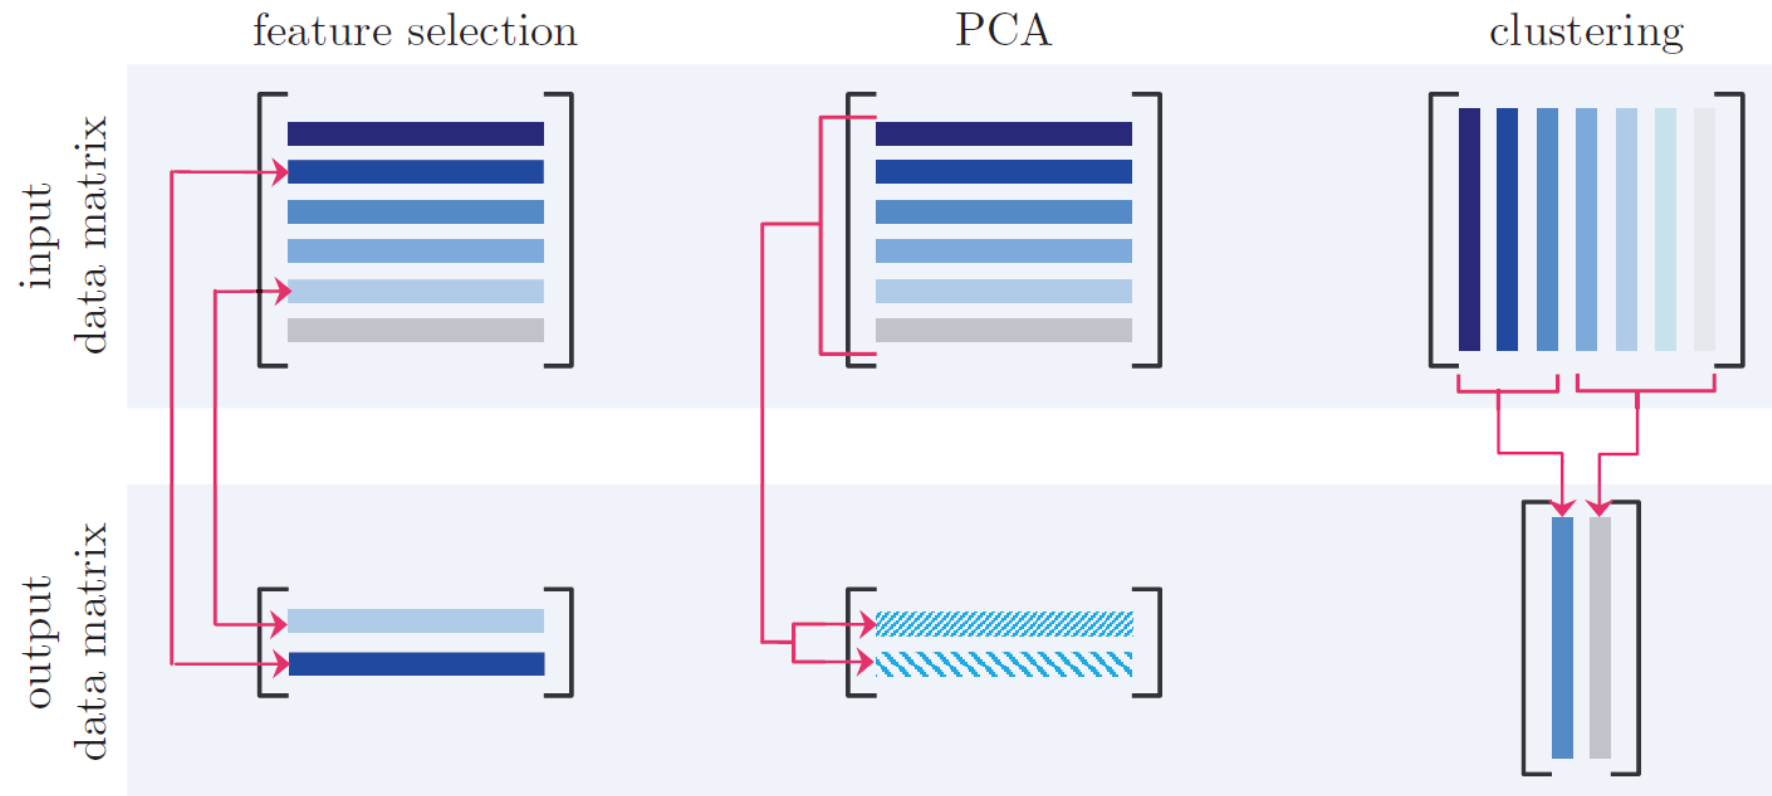 feature selection
PCA
clustering
input
data matrix
output
data matrix